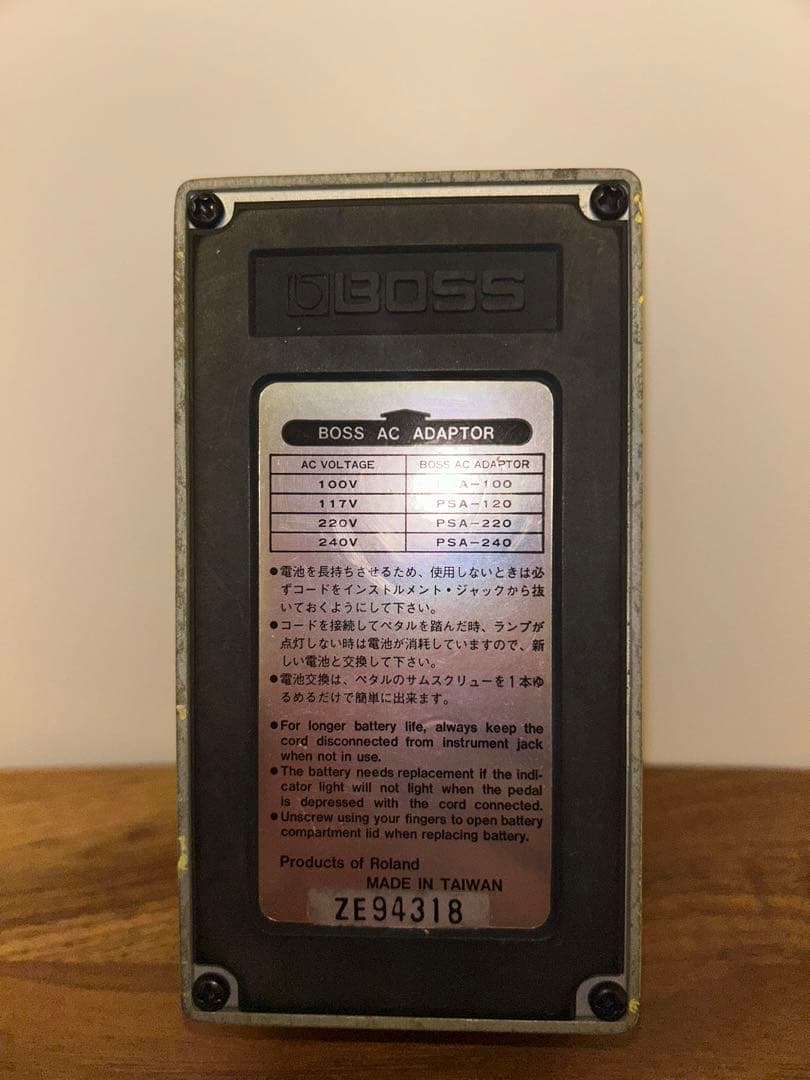 BOSS
BOSS AC ADAPTOR
AC VOLTAGE BOSS AC ADAPTOR
100V PSA-100
117V PSA-120
220V PSA-220
240V PSA-240
●電池を長持ちさせるため、使用しないときは必
ずコードをインストルメント・ジャックから抜
いておくようにして下さい。
●コードを接続してペタルを踏んだ時、ランプが
点灯しない時は電池が消耗していますので、新
しい電池と交換して下さい。
●電池交換は、ペタルのサムスクリューを1本ゆ
るめるだけで簡単に出来ます。
●For longer battery life, always keep the
cord disconnected from instrument jack
when not in use.
●The battery needs replacement if the indi-
cator light will not light when the pedal
is depressed with the cord connected.
●Unscrew using your fingers to open battery
compartment lid when replacing battery.
Products of Roland
MADE IN TAIWAN
ZE94318